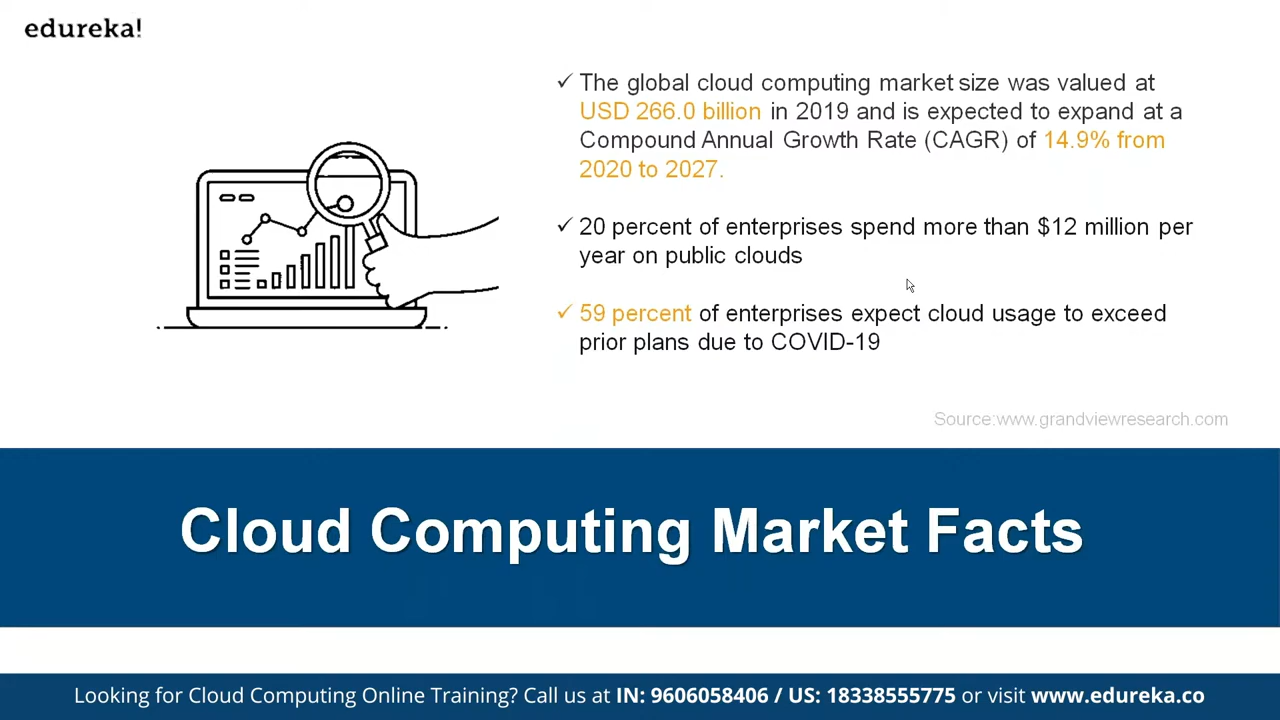 edureka!
The global cloud computing market size was valued at
USD 266.0 billion in 2019 and is expected to expand at a
Compound Annual Growth Rate (CAGR) of 14.9% from
2020 to 2027.
20 percent of enterprises spend more than $12 million per
year on public clouds
59 percent of enterprises expect cloud usage to exceed
prior plans due to COVID-19
Source:www.grandviewresearch.com
Cloud Computing Market Facts
Looking for Cloud Computing Online Training? Call us at IN: 9606058406 / US: 18338555775 or visit www.edureka.co